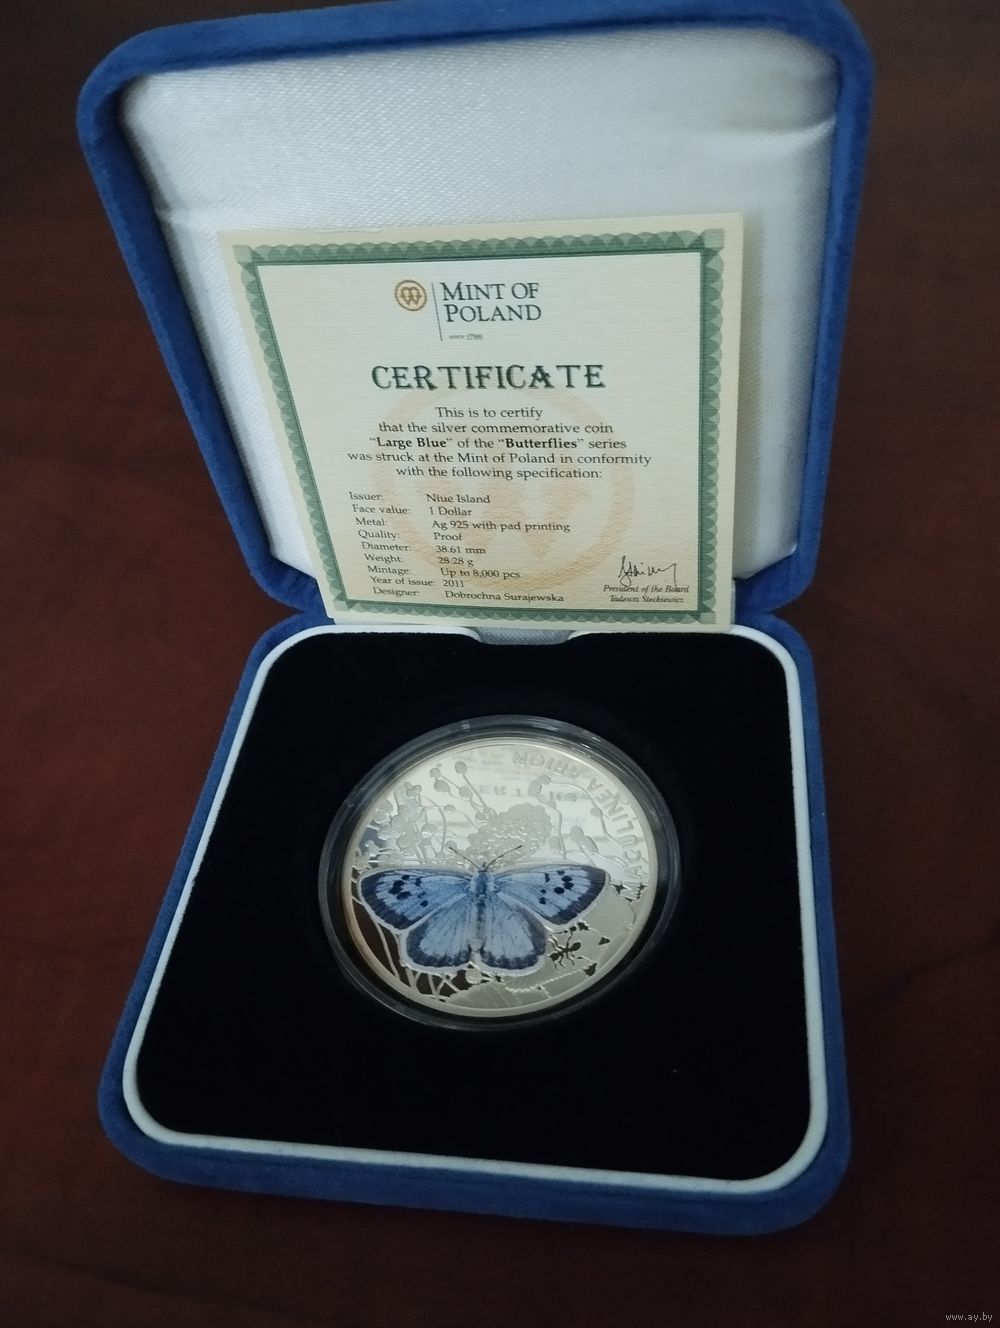 MINT OF
POLAND
SINCE 1766
CERTIFICATE
This is to certify
that the silver commemorative coin
"Large Blue" of the "Butterflies" series
was struck at the Mint of Poland in conformity
with the following specification:
Issuer: Niue Island
Face value: 1 Dollar
Metal: Ag 925 with pad printing
Quality: Proof
Diameter: 38.61 mm
Weight: 28.28 g
Mintage: Up to 8,000 pcs
Year of issue: 2011
Designer: Dobrochna Surajewska
President of the Board
Tadeusz Steckiewicz
MACULINEA ARION
www.ay.by